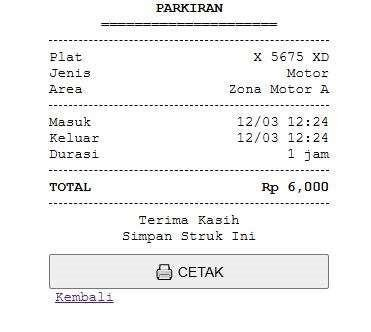 PARKIRAN
=====================
Plat X 5675 XD
Jenis Motor
Area Zona Motor A
Masuk 12/03 12:24
Keluar 12/03 12:24
Durasi 1 jam
TOTAL Rp 6,000
Terima Kasih
Simpan Struk Ini
CETAK
Kembali